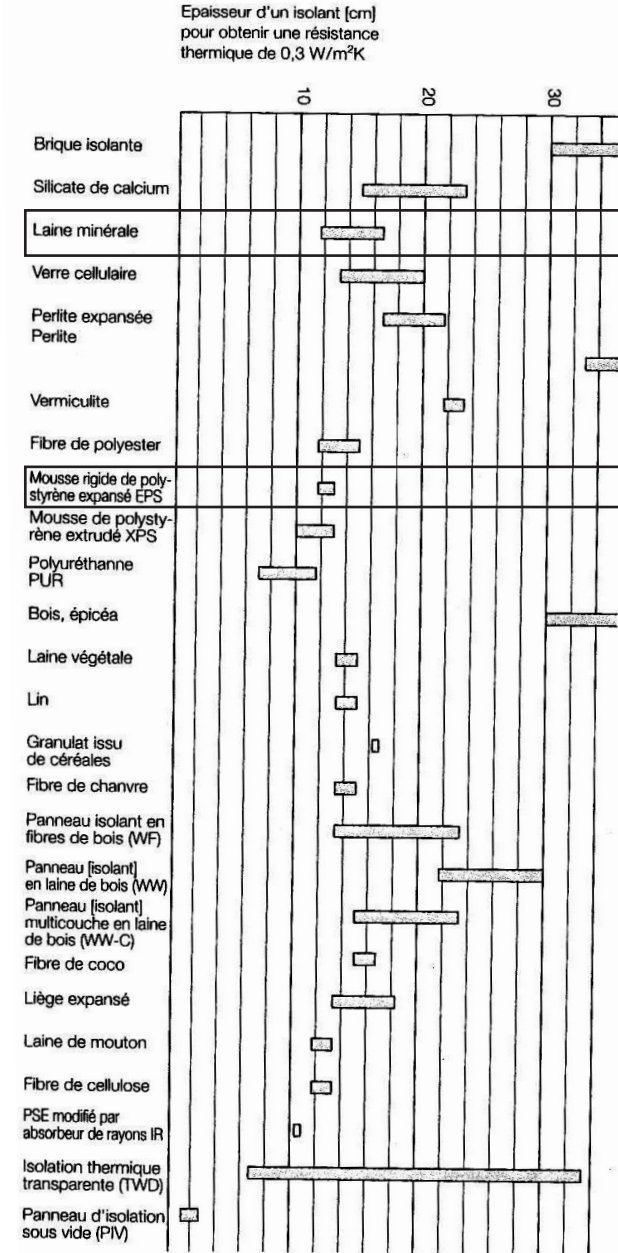 Epaisseur d'un isolant [cm]
pour obtenir une résistance
thermique de 0,3 W/m²K
10
20
30
Brique isolante
Silicate de calcium
Laine minérale
Verre cellulaire
Perlite expansée
Perlite
Vermiculite
Fibre de polyester
Mousse rigide de poly-
styrène expansé EPS
Mousse de polysty-
rène extrudé XPS
Polyuréthanne
PUR
Bois, épicéa
Laine végétale
Lin
Granulat issu
de céréales
Fibre de chanvre
Panneau isolant en
fibres de bois (WF)
Panneau [isolant]
en laine de bois (WW)
Panneau [isolant]
multicouche en laine
de bois (WW-C)
Fibre de coco
Liège expansé
Laine de mouton
Fibre de cellulose
PSE modifié par
absorbeur de rayons IR
Isolation thermique
transparente (TWD)
Panneau d'isolation
sous vide (PIV)